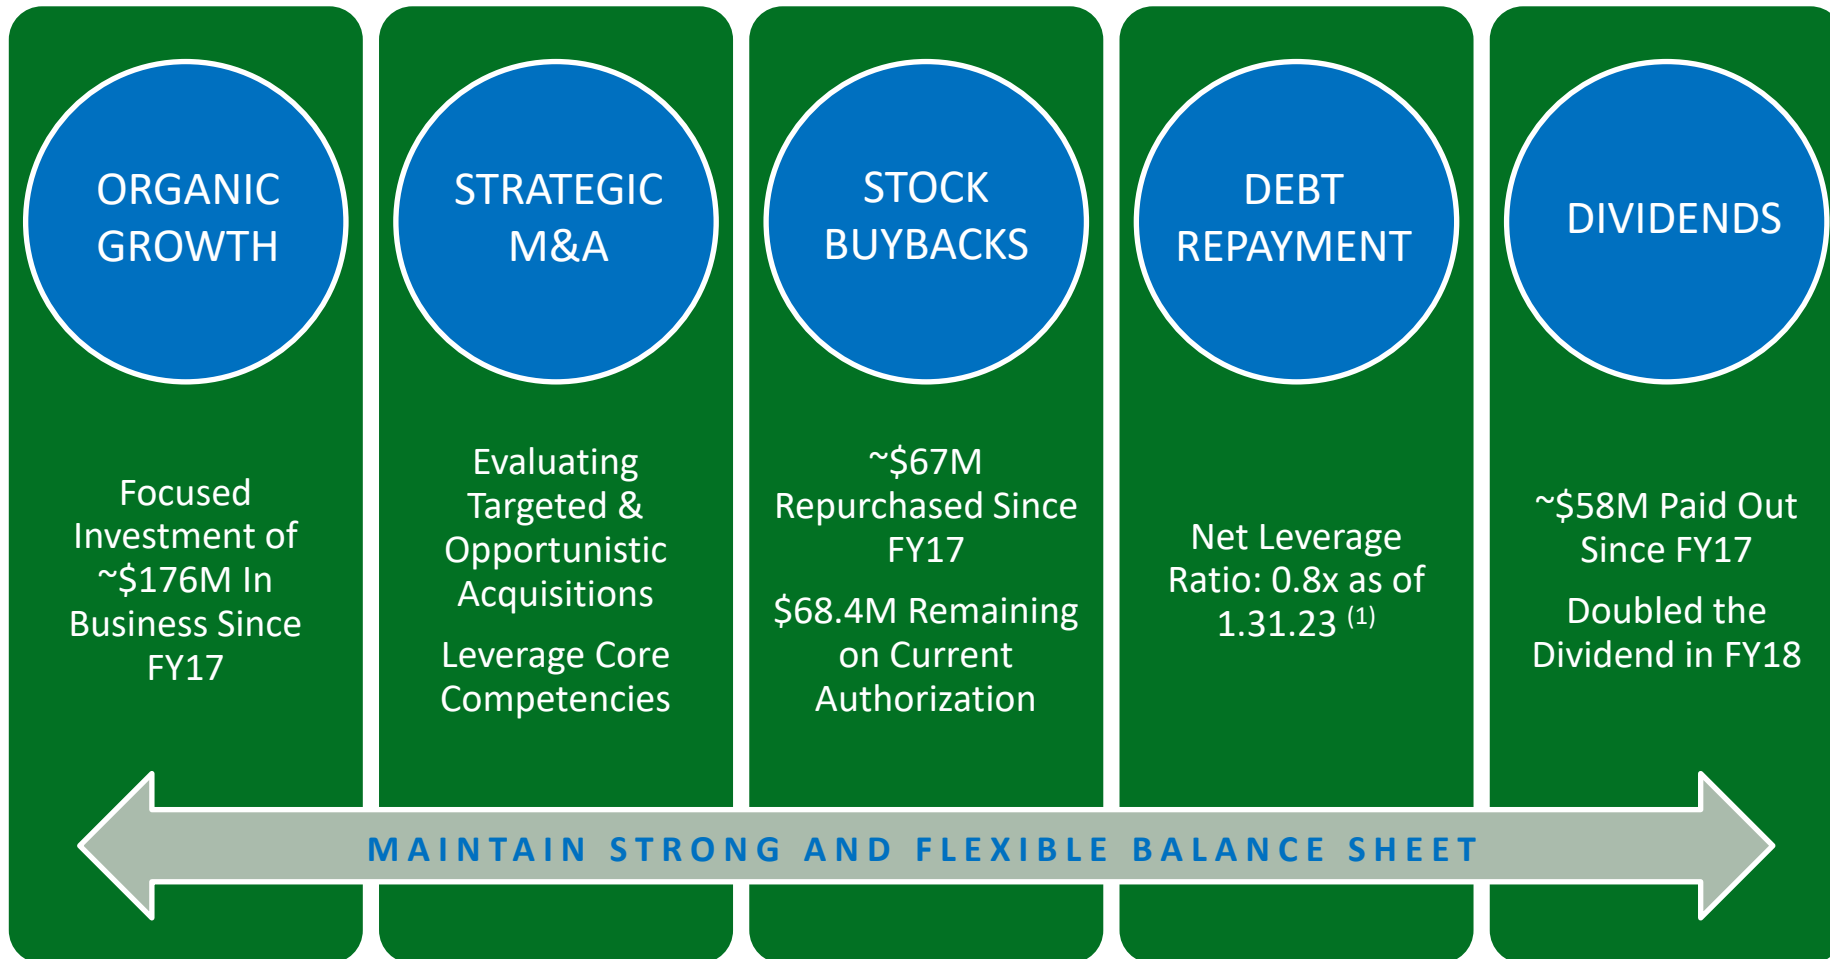 ORGANIC
GROWTH
Focused
Investment of
~$176M In
Business Since
FY17
STRATEGIC
M&A
Evaluating
Targeted &
Opportunistic
Acquisitions
Leverage Core
Competencies
STOCK
BUYBACKS
~$67M
Repurchased Since
FY17
$68.4M Remaining
on Current
Authorization
DEBT
REPAYMENT
Net Leverage
Ratio: 0.8x as of
1.31.23 (1)
DIVIDENDS
~$58M Paid Out
Since FY17
Doubled the
Dividend in FY18
MAINTAIN STRONG AND FLEXIBLE BALANCE SHEET